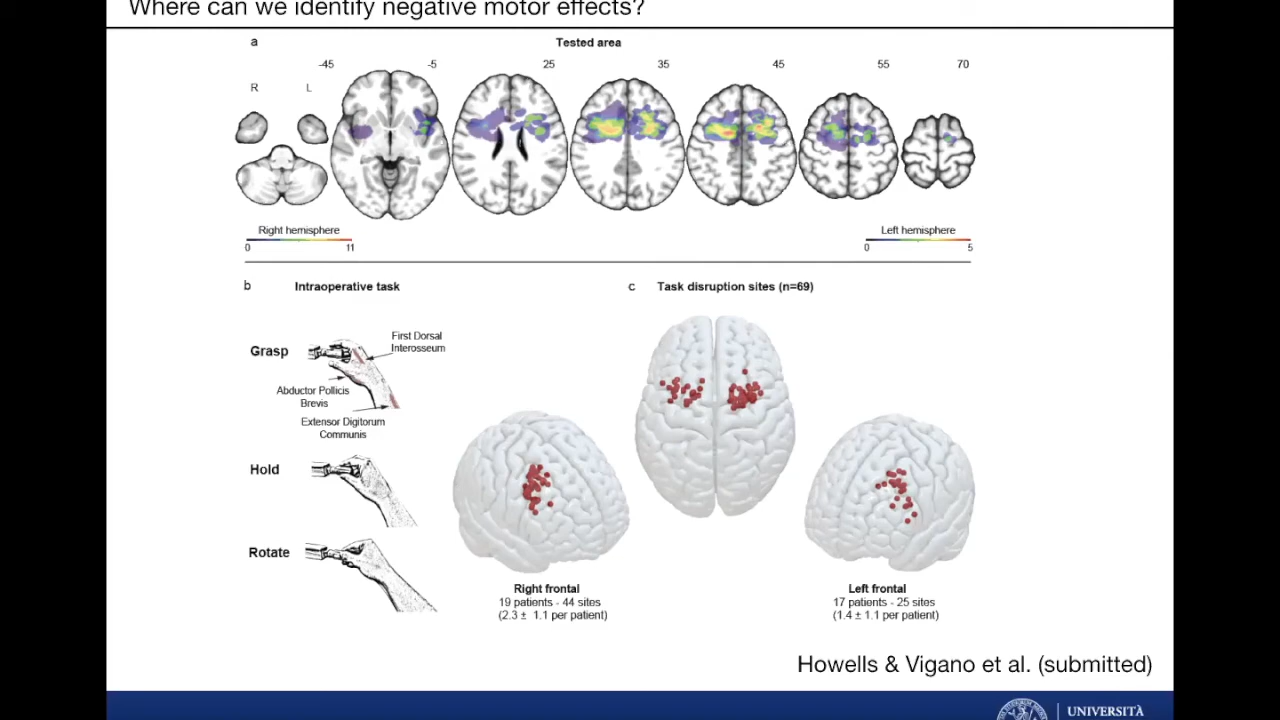 Where can we identify negative motor effects?
a
Tested area
-45 -5 25 35 45 55 70
R L
Right hemisphere
0 11
Left hemisphere
0 5
b Intraoperative task
c Task disruption sites (n=69)
Grasp
First Dorsal
Interosseum
Abductor Pollicis
Brevis
Extensor Digitorum
Communis
Hold
Rotate
Right frontal
19 patients - 44 sites
(2.3 ± 1.1 per patient)
Left frontal
17 patients - 25 sites
(1.4 ± 1.1 per patient)
Howells & Vigano et al. (submitted)
UNIVERSITÀ